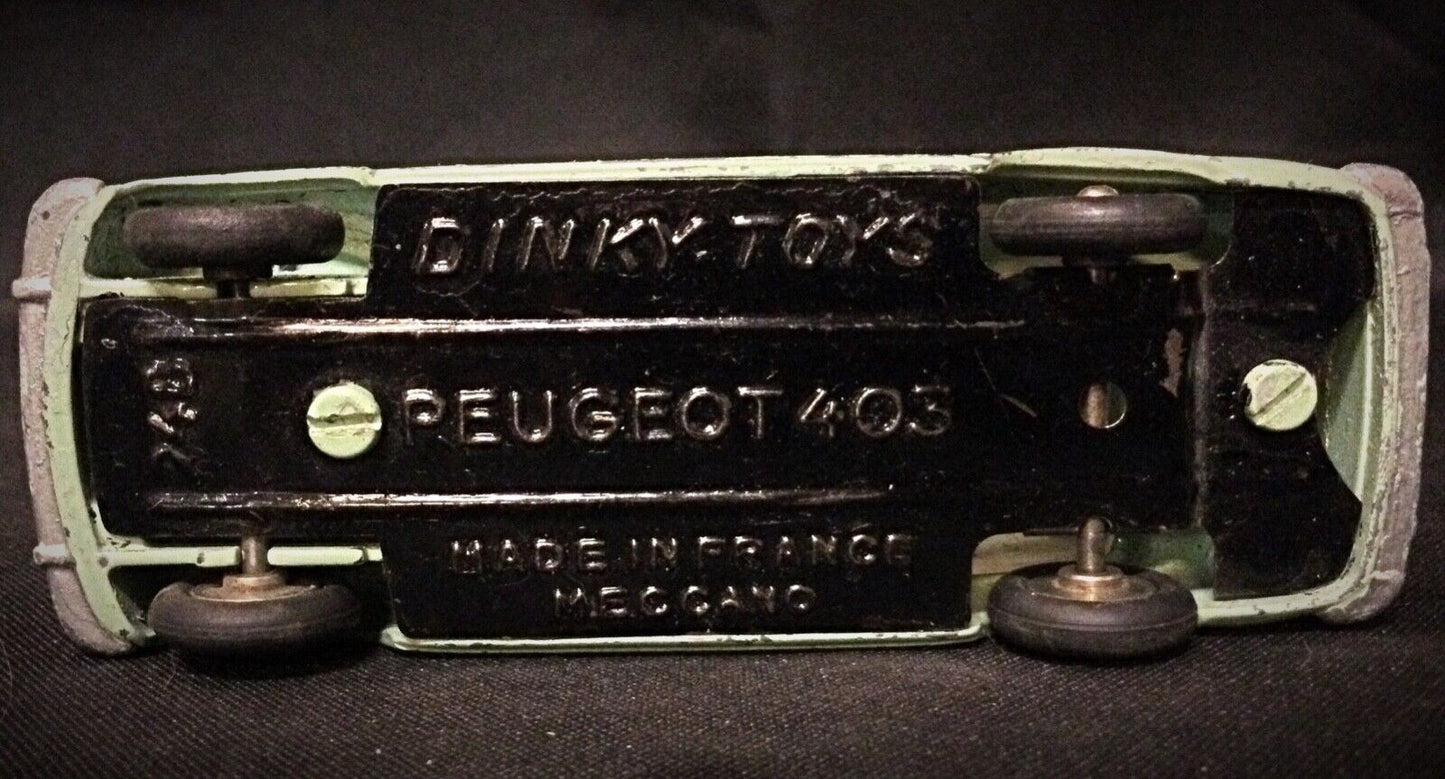 DINKY-TOYS
24B
PEUGEOT 403
MADE IN FRANCE
MECCANO